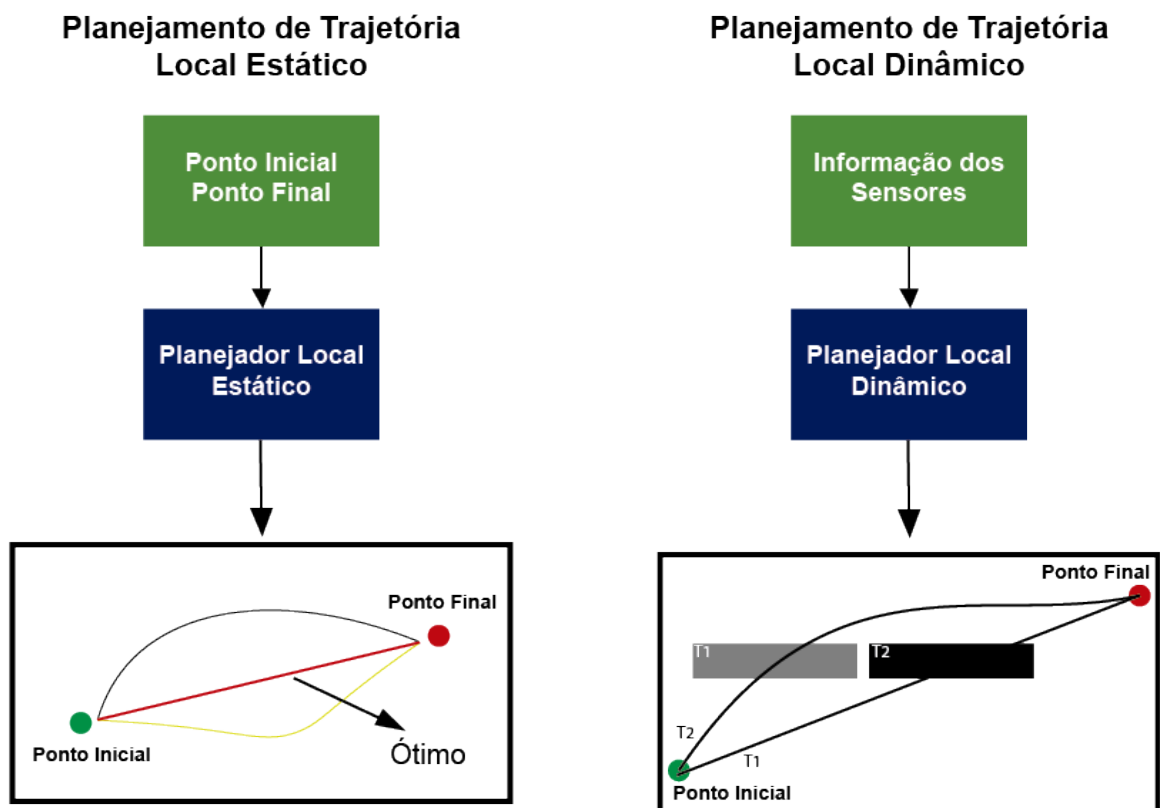 Planejamento de Trajetória
Local Estático
Ponto Inicial
Ponto Final
Planejador Local
Estático
Ponto Final
Ponto Inicial
Ótimo
Planejamento de Trajetória
Local Dinâmico
Informação dos
Sensores
Planejador Local
Dinâmico
Ponto Final
T1
T2
T2
T1
Ponto Inicial